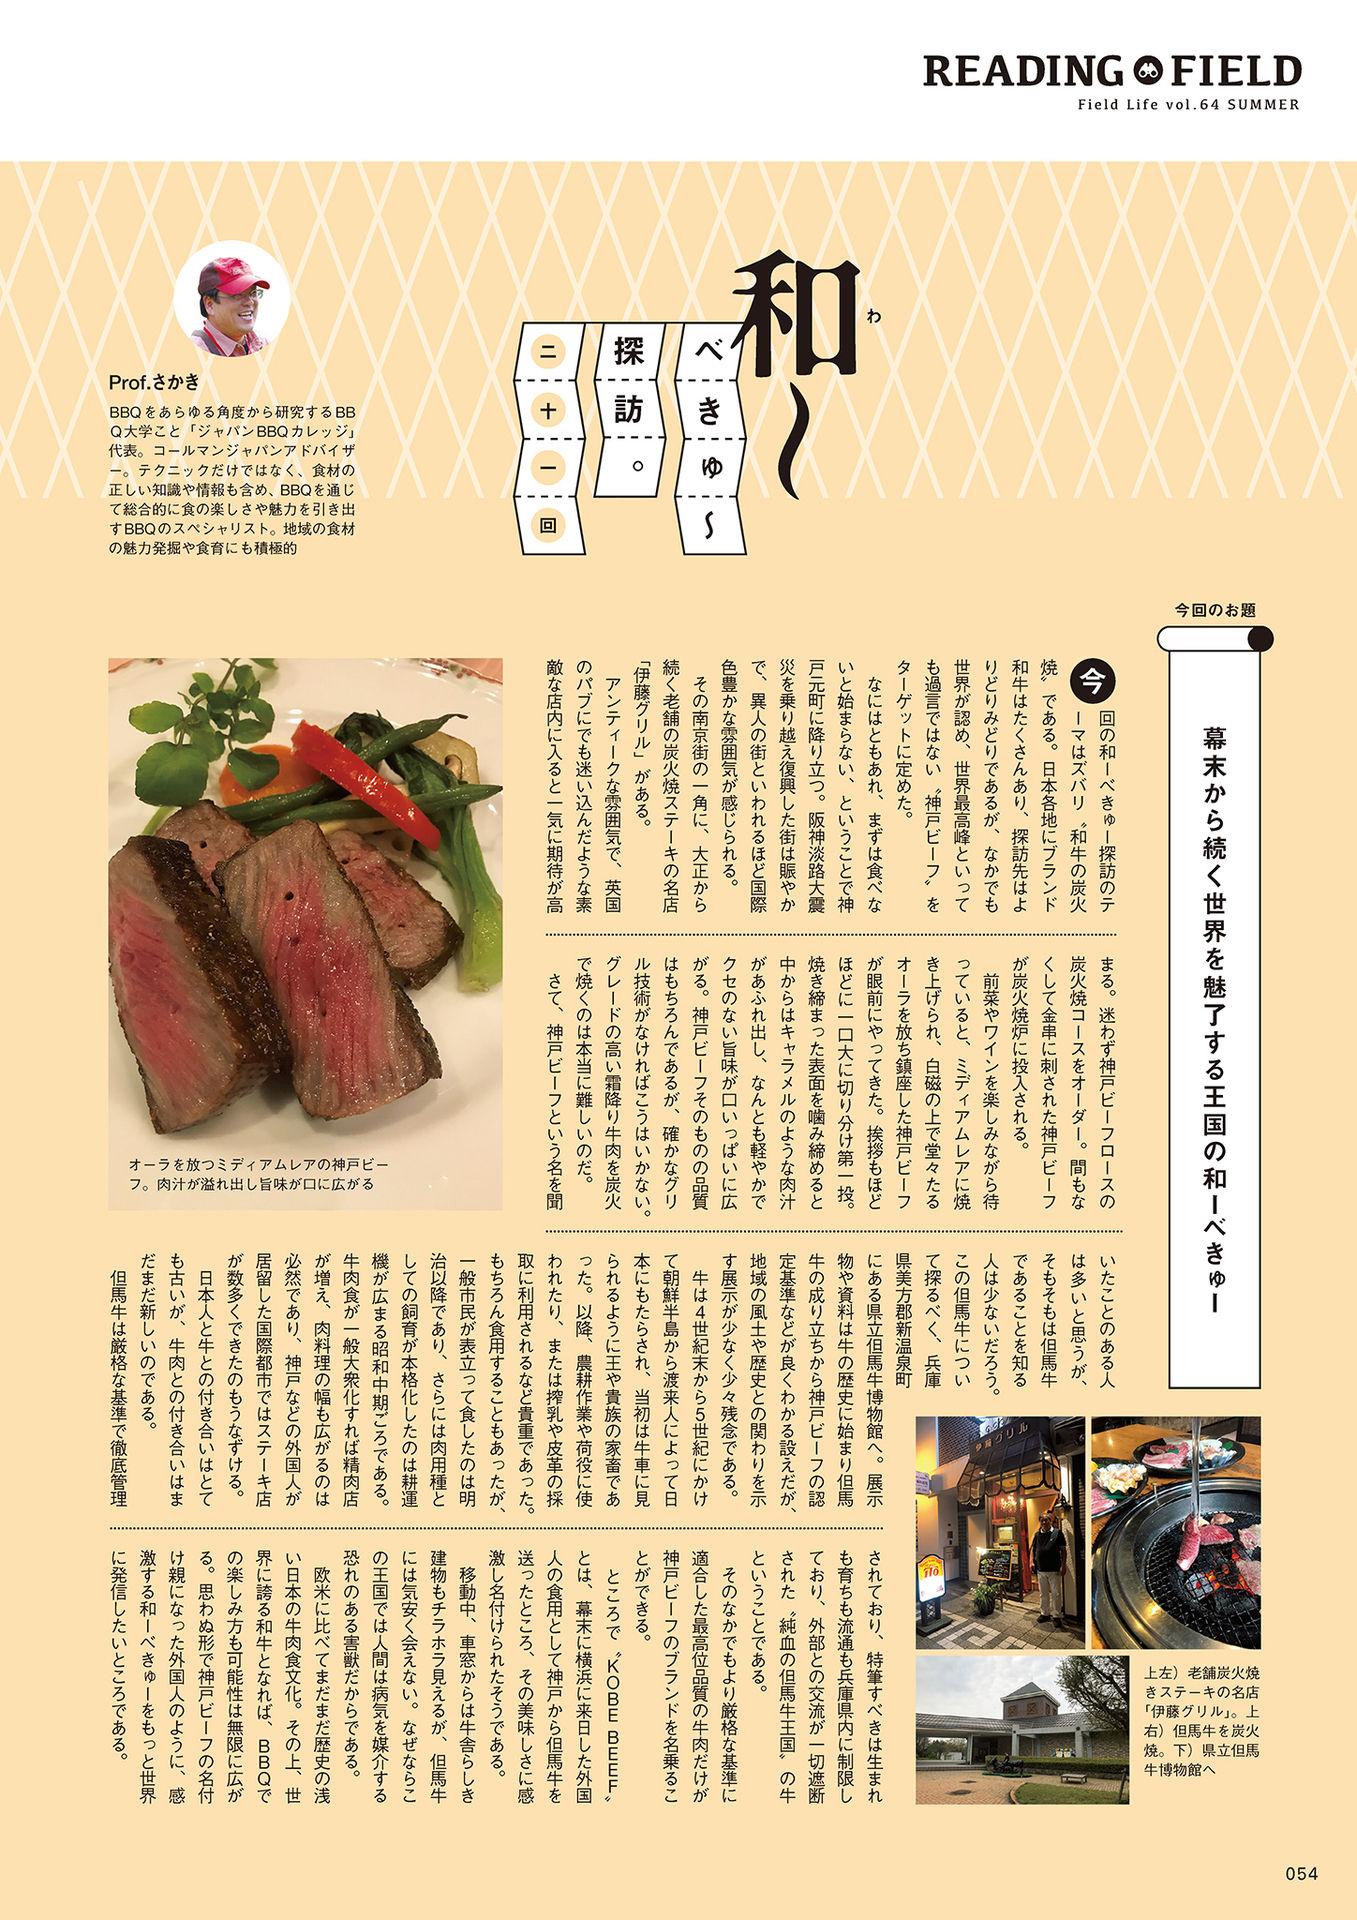 READING FIELD
Field Life vol.64 SUMMER
和〜
わ
べきゅ〜
探訪。
二十一回
Prof.さかき
BBQをあらゆる角度から研究するBB
Q大学こと「ジャパンBBQカレッジ」
代表。コールマンジャパンアドバイザ
ー。テクニックだけではなく、食材の
正しい知識や情報も含め、BBQを通じ
て総合的に食の楽しさや魅力を引き出
すBBQのスペシャリスト。地域の食材
の魅力発掘や食育にも積極的
今回のお題
幕末から続く世界を魅了する王国の和ーべきゅー
今回の和ーべきゅー探訪のテ
ーマはズバリ〝和牛の炭火
焼〟である。日本各地にブランド
和牛はたくさんあり、探訪先はよ
りどりみどりであるが、なかでも
世界が認め、世界最高峰といって
も過言ではない〝神戸ビーフ〟を
ターゲットに定めた。
なにはともあれ、まずは食べな
いと始まらない、ということで神
戸元町に降り立つ。阪神淡路大震
災を乗り越え復興した街は賑やか
で、異人の街といわれるほど国際
色豊かな雰囲気が感じられる。
その南京街の一角に、大正から
続く老舗の炭火焼ステーキの名店
「伊藤グリル」がある。
アンティークな雰囲気で、英国
のパブにでも迷い込んだような素
敵な店内に入ると一気に期待が高
まる。迷わず神戸ビーフロースの
炭火焼コースをオーダー。間もな
くして金串に刺された神戸ビーフ
が炭火焼炉に投入される。
前菜やワインを楽しみながら待
っていると、ミディアムレアに焼
き上げられ、白磁の上で堂々たる
オーラを放ち鎮座した神戸ビーフ
が眼前にやってきた。挨拶もほど
ほどに一口大に切り分け第一投。
焼き締まった表面を噛み締めると
中からはキャラメルのような肉汁
があふれ出し、なんとも軽やかで
クセのない旨味が口いっぱいに広
がる。神戸ビーフそのものの品質
はもちろんであるが、確かなグリ
ル技術がなければこうはいかない。
グレードの高い霜降り牛肉を炭火
で焼くのは本当に難しいのだ。
さて、神戸ビーフという名を聞
いたことのある人
は多いと思うが、
そもそもは但馬牛
であることを知る
人は少ないだろう。
この但馬牛につい
て探るべく、兵庫
県美方郡新温泉町
にある県立但馬牛博物館へ。展示
物や資料は牛の歴史に始まり但馬
牛の成り立ちから神戸ビーフの認
定基準などが良くわかる設えだが、
地域の風土や歴史との関わりを示
す展示が少なく少々残念である。
牛は4世紀末から5世紀にかけ
て朝鮮半島から渡来人によって日
本にもたらされ、当初は牛車に見
られるように王や貴族の家畜であ
った。以降、農耕作業や荷役に使
われたり、または搾乳や皮革の採
取に利用されるなど貴重であった。
もちろん食用することもあったが、
一般市民が表立って食したのは明
治以降であり、さらには肉用種と
しての飼育が本格化したのは耕運
機が広まる昭和中期ごろである。
牛肉食が一般大衆化すれば精肉店
が増え、肉料理の幅も広がるのは
必然であり、神戸などの外国人が
居留した国際都市ではステーキ店
が数多くできたのもうなずける。
日本人と牛との付き合いはとて
も古いが、牛肉との付き合いはま
だまだ新しいのである。
但馬牛は厳格な基準で徹底管理
されており、特筆すべきは生まれ
も育ちも流通も兵庫県内に制限し
ており、外部との交流が一切遮断
された〝純血の但馬牛王国〟の牛
ということである。
そのなかでもより厳格な基準に
適合した最高位品質の牛肉だけが
神戸ビーフのブランドを名乗るこ
とができる。
ところで〝KOBE BEEF〟
とは、幕末に横浜に来日した外国
人の食用として神戸から但馬牛を
送ったところ、その美味しさに感
激し名付けられたそうである。
移動中、車窓からは牛舎らしき
建物もチラホラ見えるが、但馬牛
には気安く会えない。なぜならこ
の王国では人間は病気を媒介する
恐れのある害獣だからである。
欧米に比べてまだまだ歴史の浅
い日本の牛肉食文化。その上、世
界に誇る和牛となれば、BBQで
の楽しみ方も可能性は無限に広が
る。思わぬ形で神戸ビーフの名付
け親になった外国人のように、感
激する和ーべきゅーをもっと世界
に発信したいところである。
オーラを放つミディアムレアの神戸ビー
フ。肉汁が溢れ出し旨味が口に広がる
伊藤グリル
上左）老舗炭火焼
きステーキの名店
「伊藤グリル」。上
右）但馬牛を炭火
焼。下）県立但馬
牛博物館へ
054